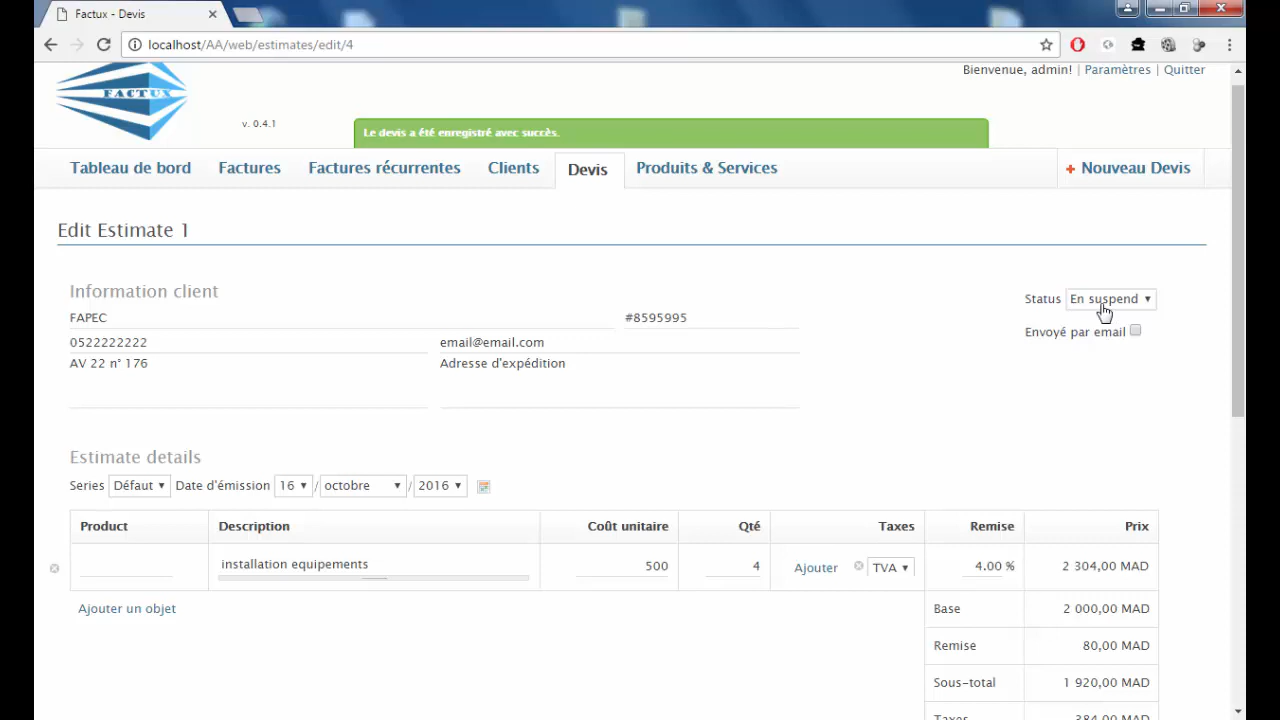 Factux - Devis
localhost/AA/web/estimates/edit/4
Bienvenue, admin! | Paramètres | Quitter
FACTUX
v. 0.4.1
Le devis a été enregistré avec succès.
Tableau de bord Factures Factures récurrentes Clients Devis Produits & Services + Nouveau Devis
Edit Estimate 1
Information client
Status En suspend
FAPEC #8595995
Envoyé par email
0522222222 email@email.com
AV 22 n° 176 Adresse d'expédition
Estimate details
Series Défaut Date d'émission 16 / octobre / 2016
Product Description Coût unitaire Qté Taxes Remise Prix
installation equipements 500 4 Ajouter TVA 4.00 % 2 304,00 MAD
Ajouter un objet
Base 2 000,00 MAD
Remise 80,00 MAD
Sous-total 1 920,00 MAD
Taxes 384,00 MAD